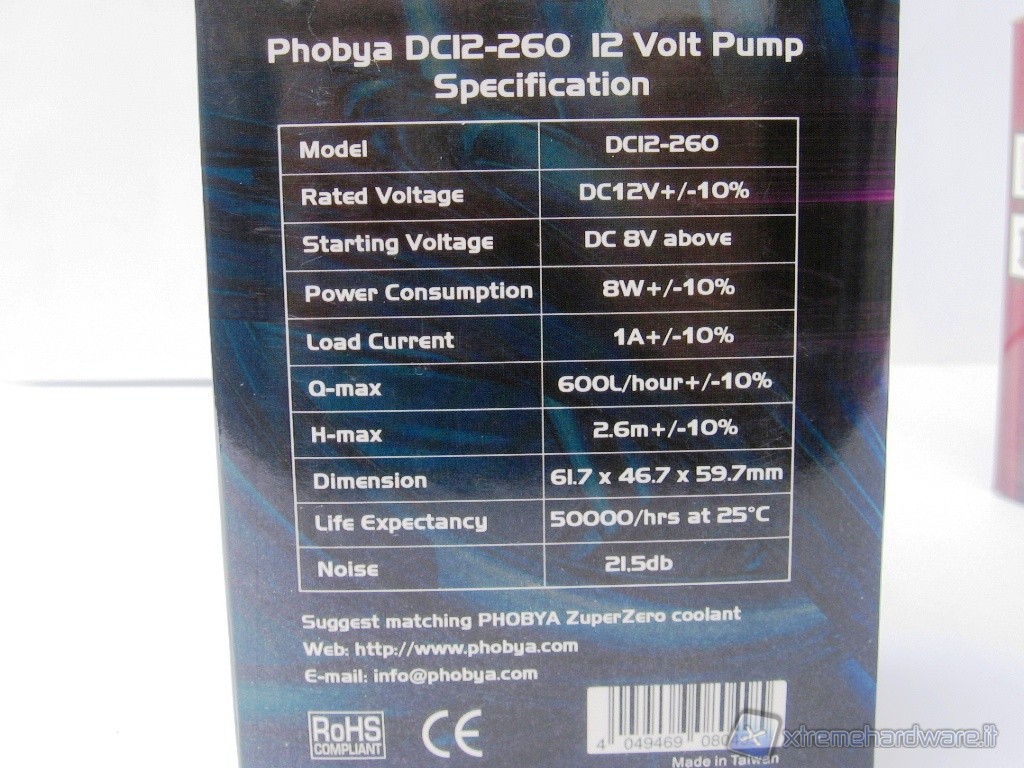 Phobya DC12-260 12 Volt Pump
Specification
Model DC12-260
Rated Voltage DC12V+/-10%
Starting Voltage DC 8V above
Power Consumption 8W+/-10%
Load Current 1A+/-10%
Q-max 600L/hour+/-10%
H-max 2.6m+/-10%
Dimension 61.7 x 46.7 x 59.7mm
Life Expectancy 50000/hrs at 25°C
Noise 21.5db
Suggest matching PHOBYA ZuperZero coolant
Web: http://www.phobya.com
E-mail: info@phobya.com
RoHS
COMPLIANT
CE
4 049469
Made in Taiwan
xtremehardware.it